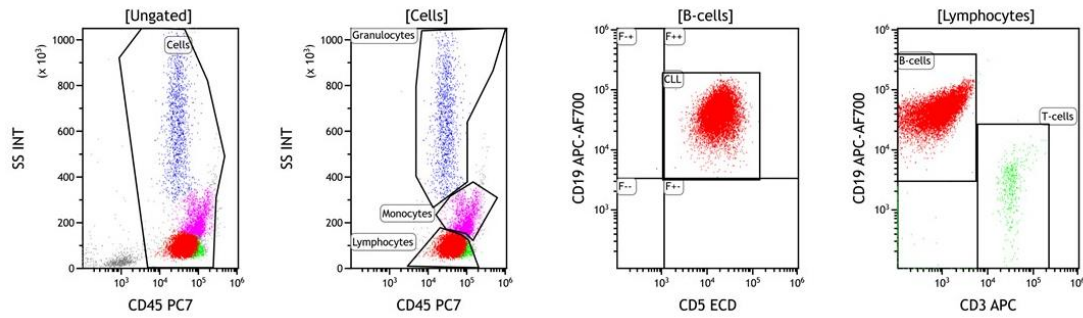 [Ungated]
1000
800
600
400
200
0
(x 10³)
SS INT
Cells
10³ 10⁴ 10⁵ 10⁶
CD45 PC7
[Cells]
1000
800
600
400
200
0
(x 10³)
SS INT
Granulocytes
Monocytes
Lymphocytes
10³ 10⁴ 10⁵ 10⁶
CD45 PC7
[B-cells]
10⁶
10⁵
10⁴
10³
CD19 APC-AF700
F-+
F++
CLL
F--
F+-
10³ 10⁴ 10⁵ 10⁶
CD5 ECD
[Lymphocytes]
10⁶
10⁵
10⁴
10³
CD19 APC-AF700
B-cells
T-cells
10³ 10⁴ 10⁵ 10⁶
CD3 APC